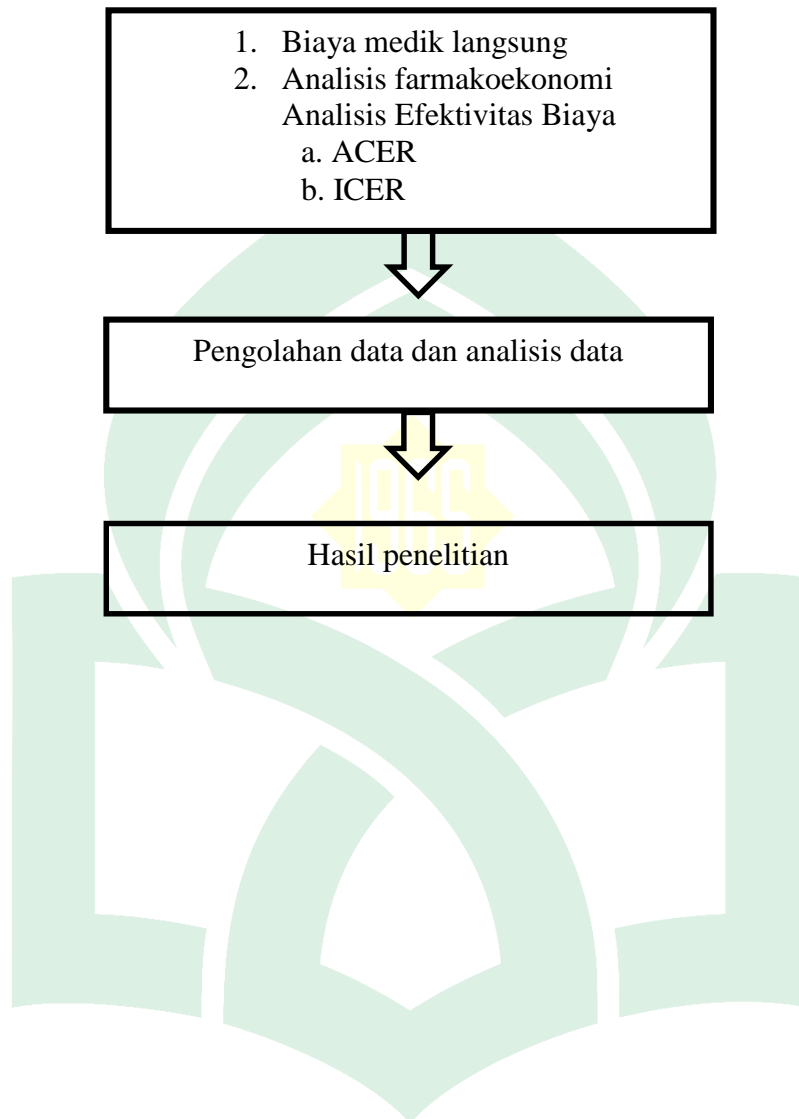 1. Biaya medik langsung
2. Analisis farmakoekonomi
Analisis Efektivitas Biaya
a. ACER
b. ICER
Pengolahan data dan analisis data
1965
Hasil penelitian